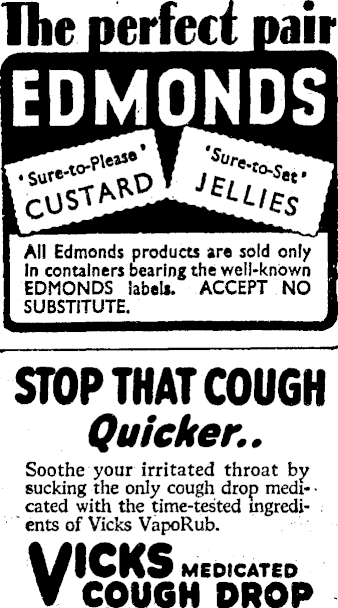 The perfect pair
EDMONDS
'Sure-to-Please'
CUSTARD
'Sure-to-Set'
JELLIES
All Edmonds products are sold only
in containers bearing the well-known
EDMONDS labels. ACCEPT NO
SUBSTITUTE.
STOP THAT COUGH
Quicker..
Soothe your irritated throat by
sucking the only cough drop medi-
cated with the time-tested ingredi-
ents of Vicks VapoRub.
VICKS MEDICATED
COUGH DROP